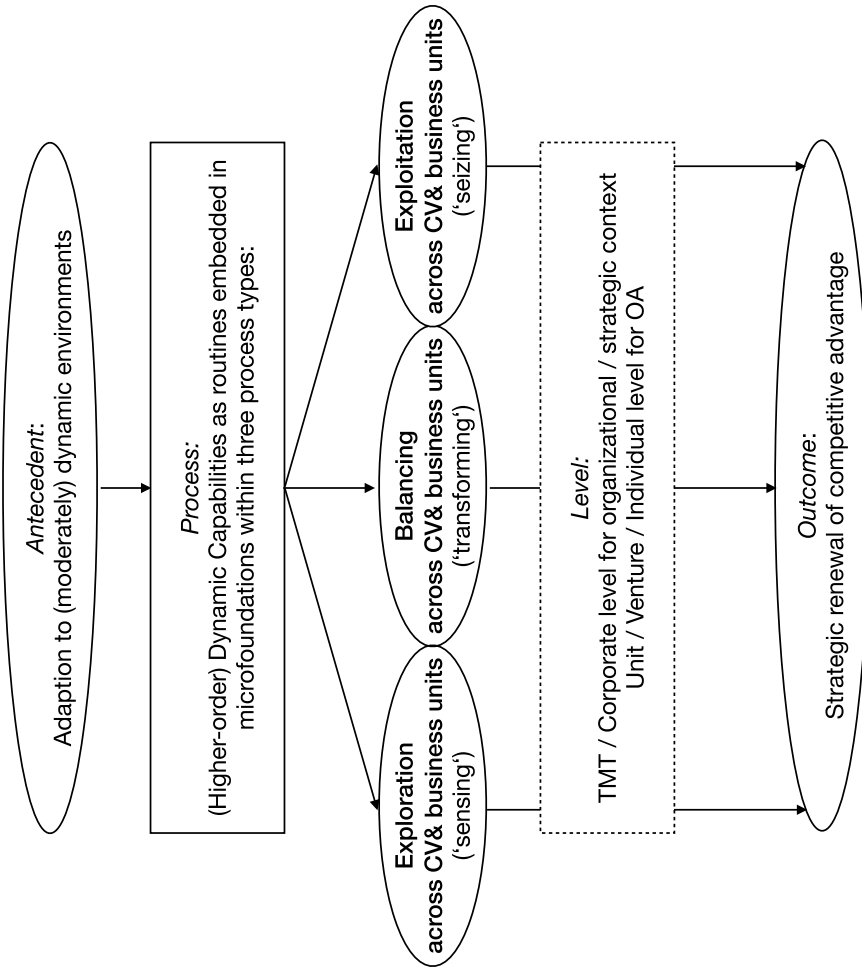 Antecedent:
Adaption to (moderately) dynamic environments
Process:
(Higher-order) Dynamic Capabilities as routines embedded in
microfoundations within three process types:
Exploration
across CV& business units
(‘sensing‘)
Balancing
across CV& business units
(‘transforming‘)
Exploitation
across CV& business units
(‘seizing‘)
Level:
TMT / Corporate level for organizational / strategic context
Unit / Venture / Individual level for OA
Outcome:
Strategic renewal of competitive advantage